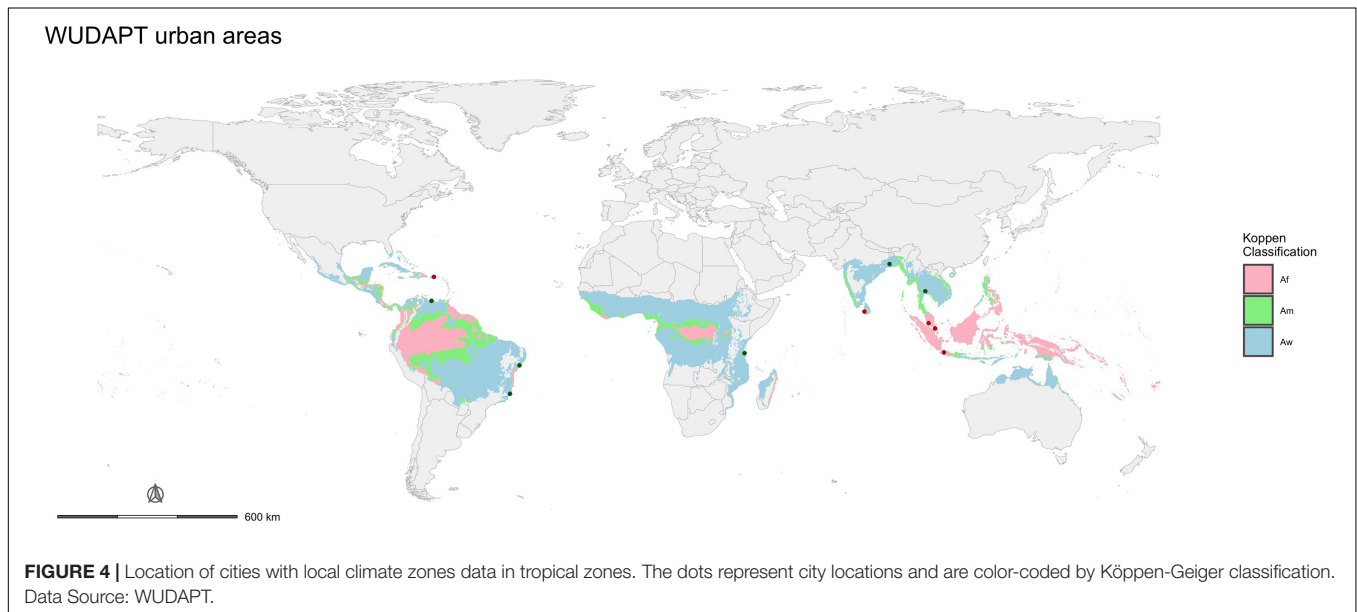 WUDAPT urban areas
Koppen
Classification
Af
Am
Aw
600 km
FIGURE 4 | Location of cities with local climate zones data in tropical zones. The dots represent city locations and are color-coded by Köppen-Geiger classification.
Data Source: WUDAPT.